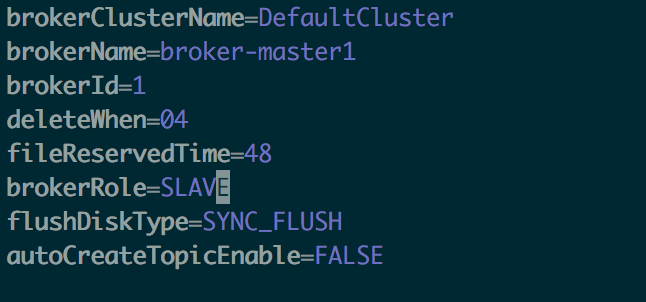 brokerClusterName=DefaultCluster
brokerName=broker-master1
brokerId=1
deleteWhen=04
fileReservedTime=48
brokerRole=SLAVE
flushDiskType=SYNC_FLUSH
autoCreateTopicEnable=FALSE